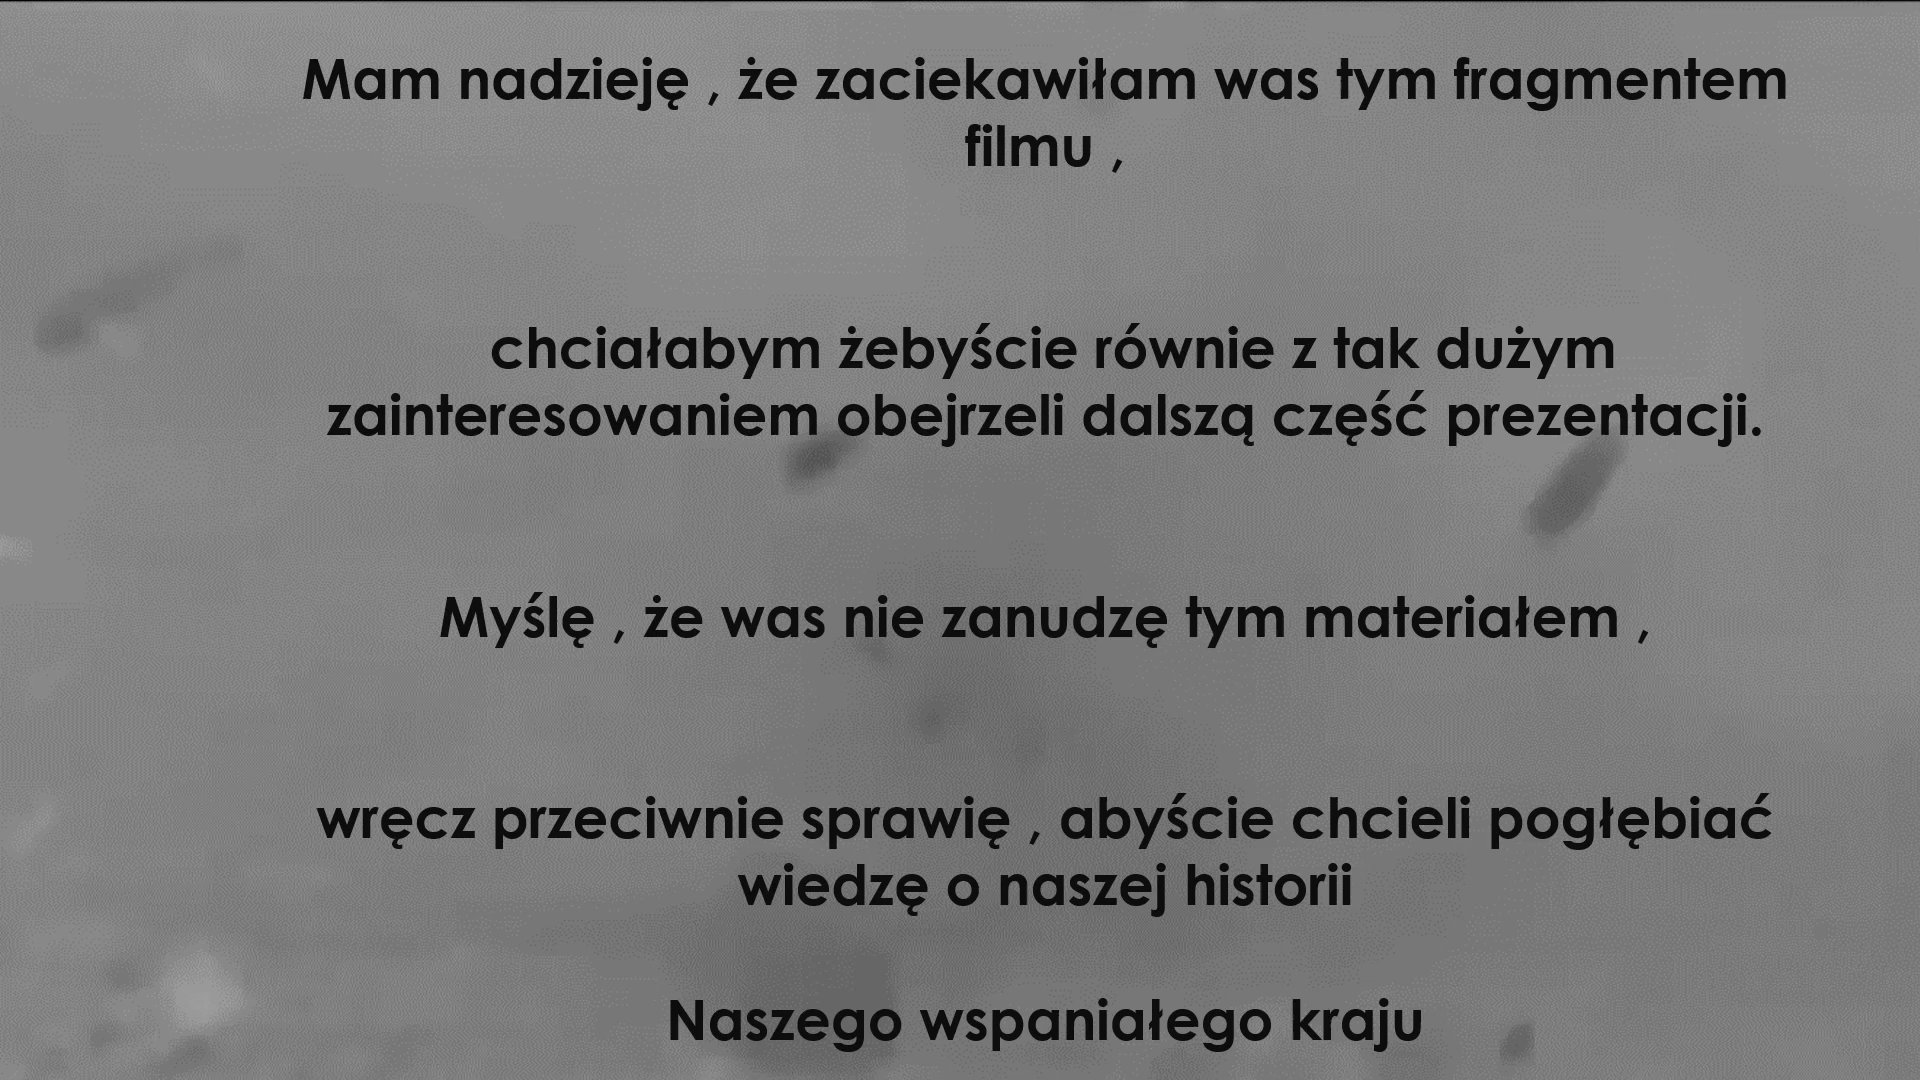 Mam nadzieję , że zaciekawiłam was tym fragmentem
filmu ,
chciałabym żebyście równie z tak dużym
zainteresowaniem obejrzeli dalszą część prezentacji.
Myślę , że was nie zanudzę tym materiałem ,
wręcz przeciwnie sprawię , abyście chcieli pogłębiać
wiedzę o naszej historii
Naszego wspaniałego kraju